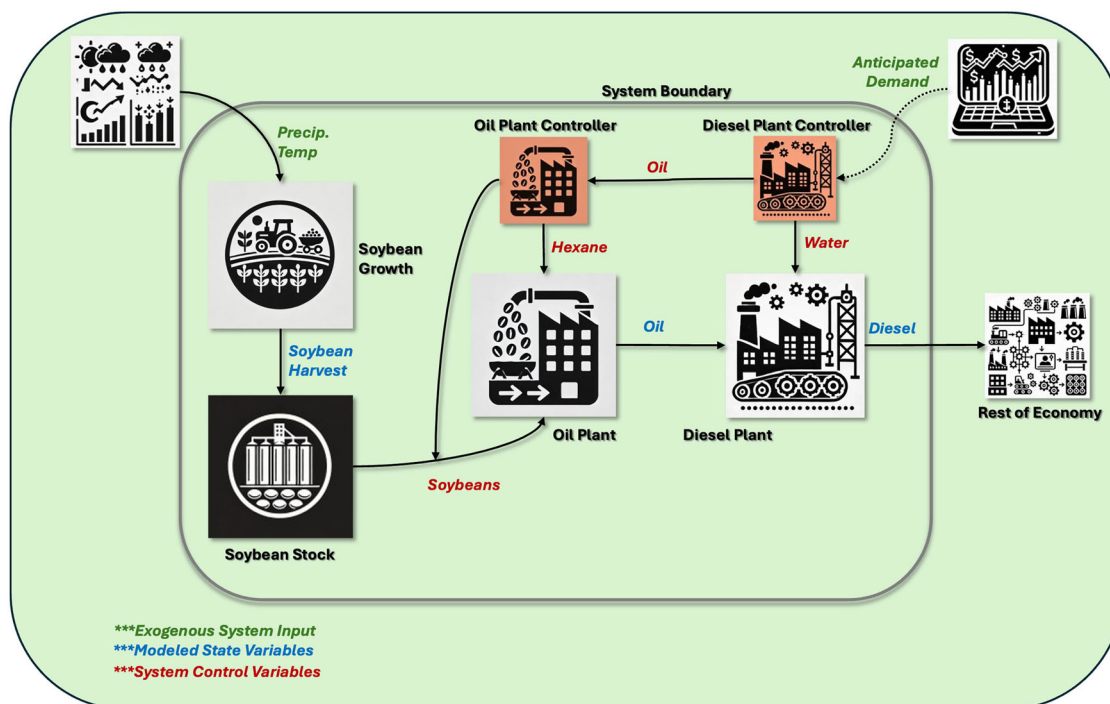 Anticipated
Demand
System Boundary
Precip.
Temp
Oil Plant Controller
Diesel Plant Controller
Oil
Soybean
Growth
Hexane
Water
Soybean
Harvest
Oil
Diesel
Rest of Economy
Oil Plant
Diesel Plant
Soybeans
Soybean Stock
***Exogenous System Input
***Modeled State Variables
***System Control Variables